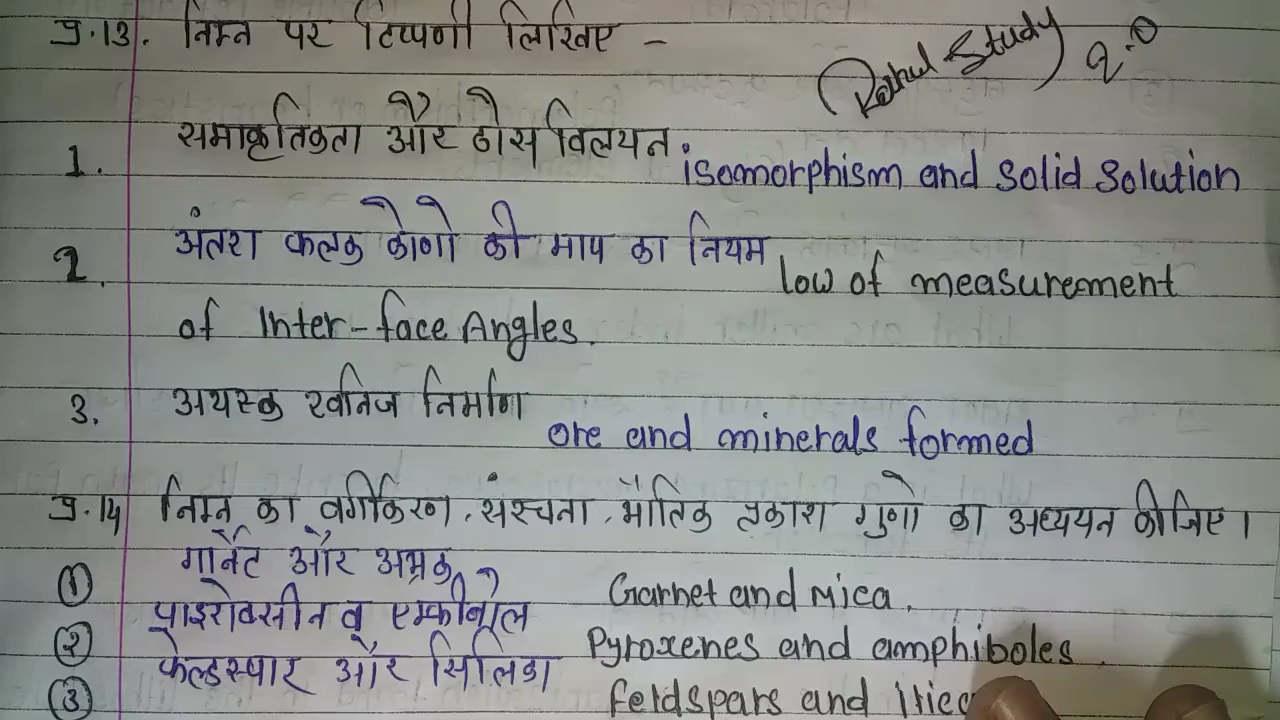 प्र.13. निम्न पर टिप्पणी लिखिए -
(Rahul Study) 2.0
1. समाकृतिकता और ठोस विलयन. isomorphism and Solid Solution
2. अंतरा फलक कोणो की माप का नियम low of measurement
of Inter-face Angles.
3. अयस्क खनिज निर्माण ore and minerals formed
प्र.14 निम्न का वर्गीकरण, संरचना, भौतिक प्रकाश गुणो का अध्ययन कीजिए।
① गार्नेट और अभ्रक Garnet and Mica.
② पाइरोक्सीन व एम्फीबोल Pyroxenes and amphiboles.
③ फेल्डस्पार और सिलिका feldspars and